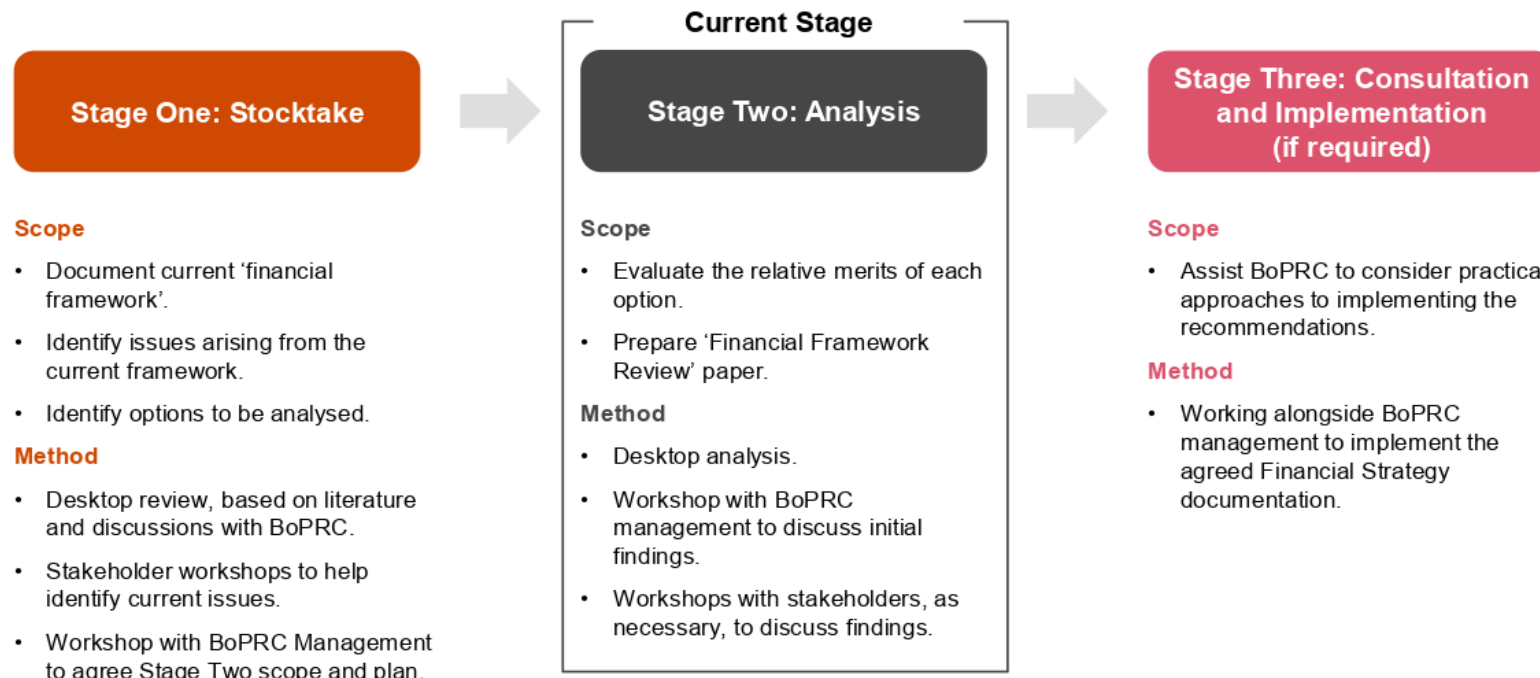 Current Stage
Stage One: Stocktake
Scope
• Document current ‘financial
framework’.
• Identify issues arising from the
current framework.
• Identify options to be analysed.
Method
• Desktop review, based on literature
and discussions with BoPRC.
• Stakeholder workshops to help
identify current issues.
• Workshop with BoPRC Management
to agree Stage Two scope and plan.
Stage Two: Analysis
Scope
• Evaluate the relative merits of each
option.
• Prepare ‘Financial Framework
Review’ paper.
Method
• Desktop analysis.
• Workshop with BoPRC
management to discuss initial
findings.
• Workshops with stakeholders, as
necessary, to discuss findings.
Stage Three: Consultation
and Implementation
(if required)
Scope
• Assist BoPRC to consider practica
approaches to implementing the
recommendations.
Method
• Working alongside BoPRC
management to implement the
agreed Financial Strategy
documentation.